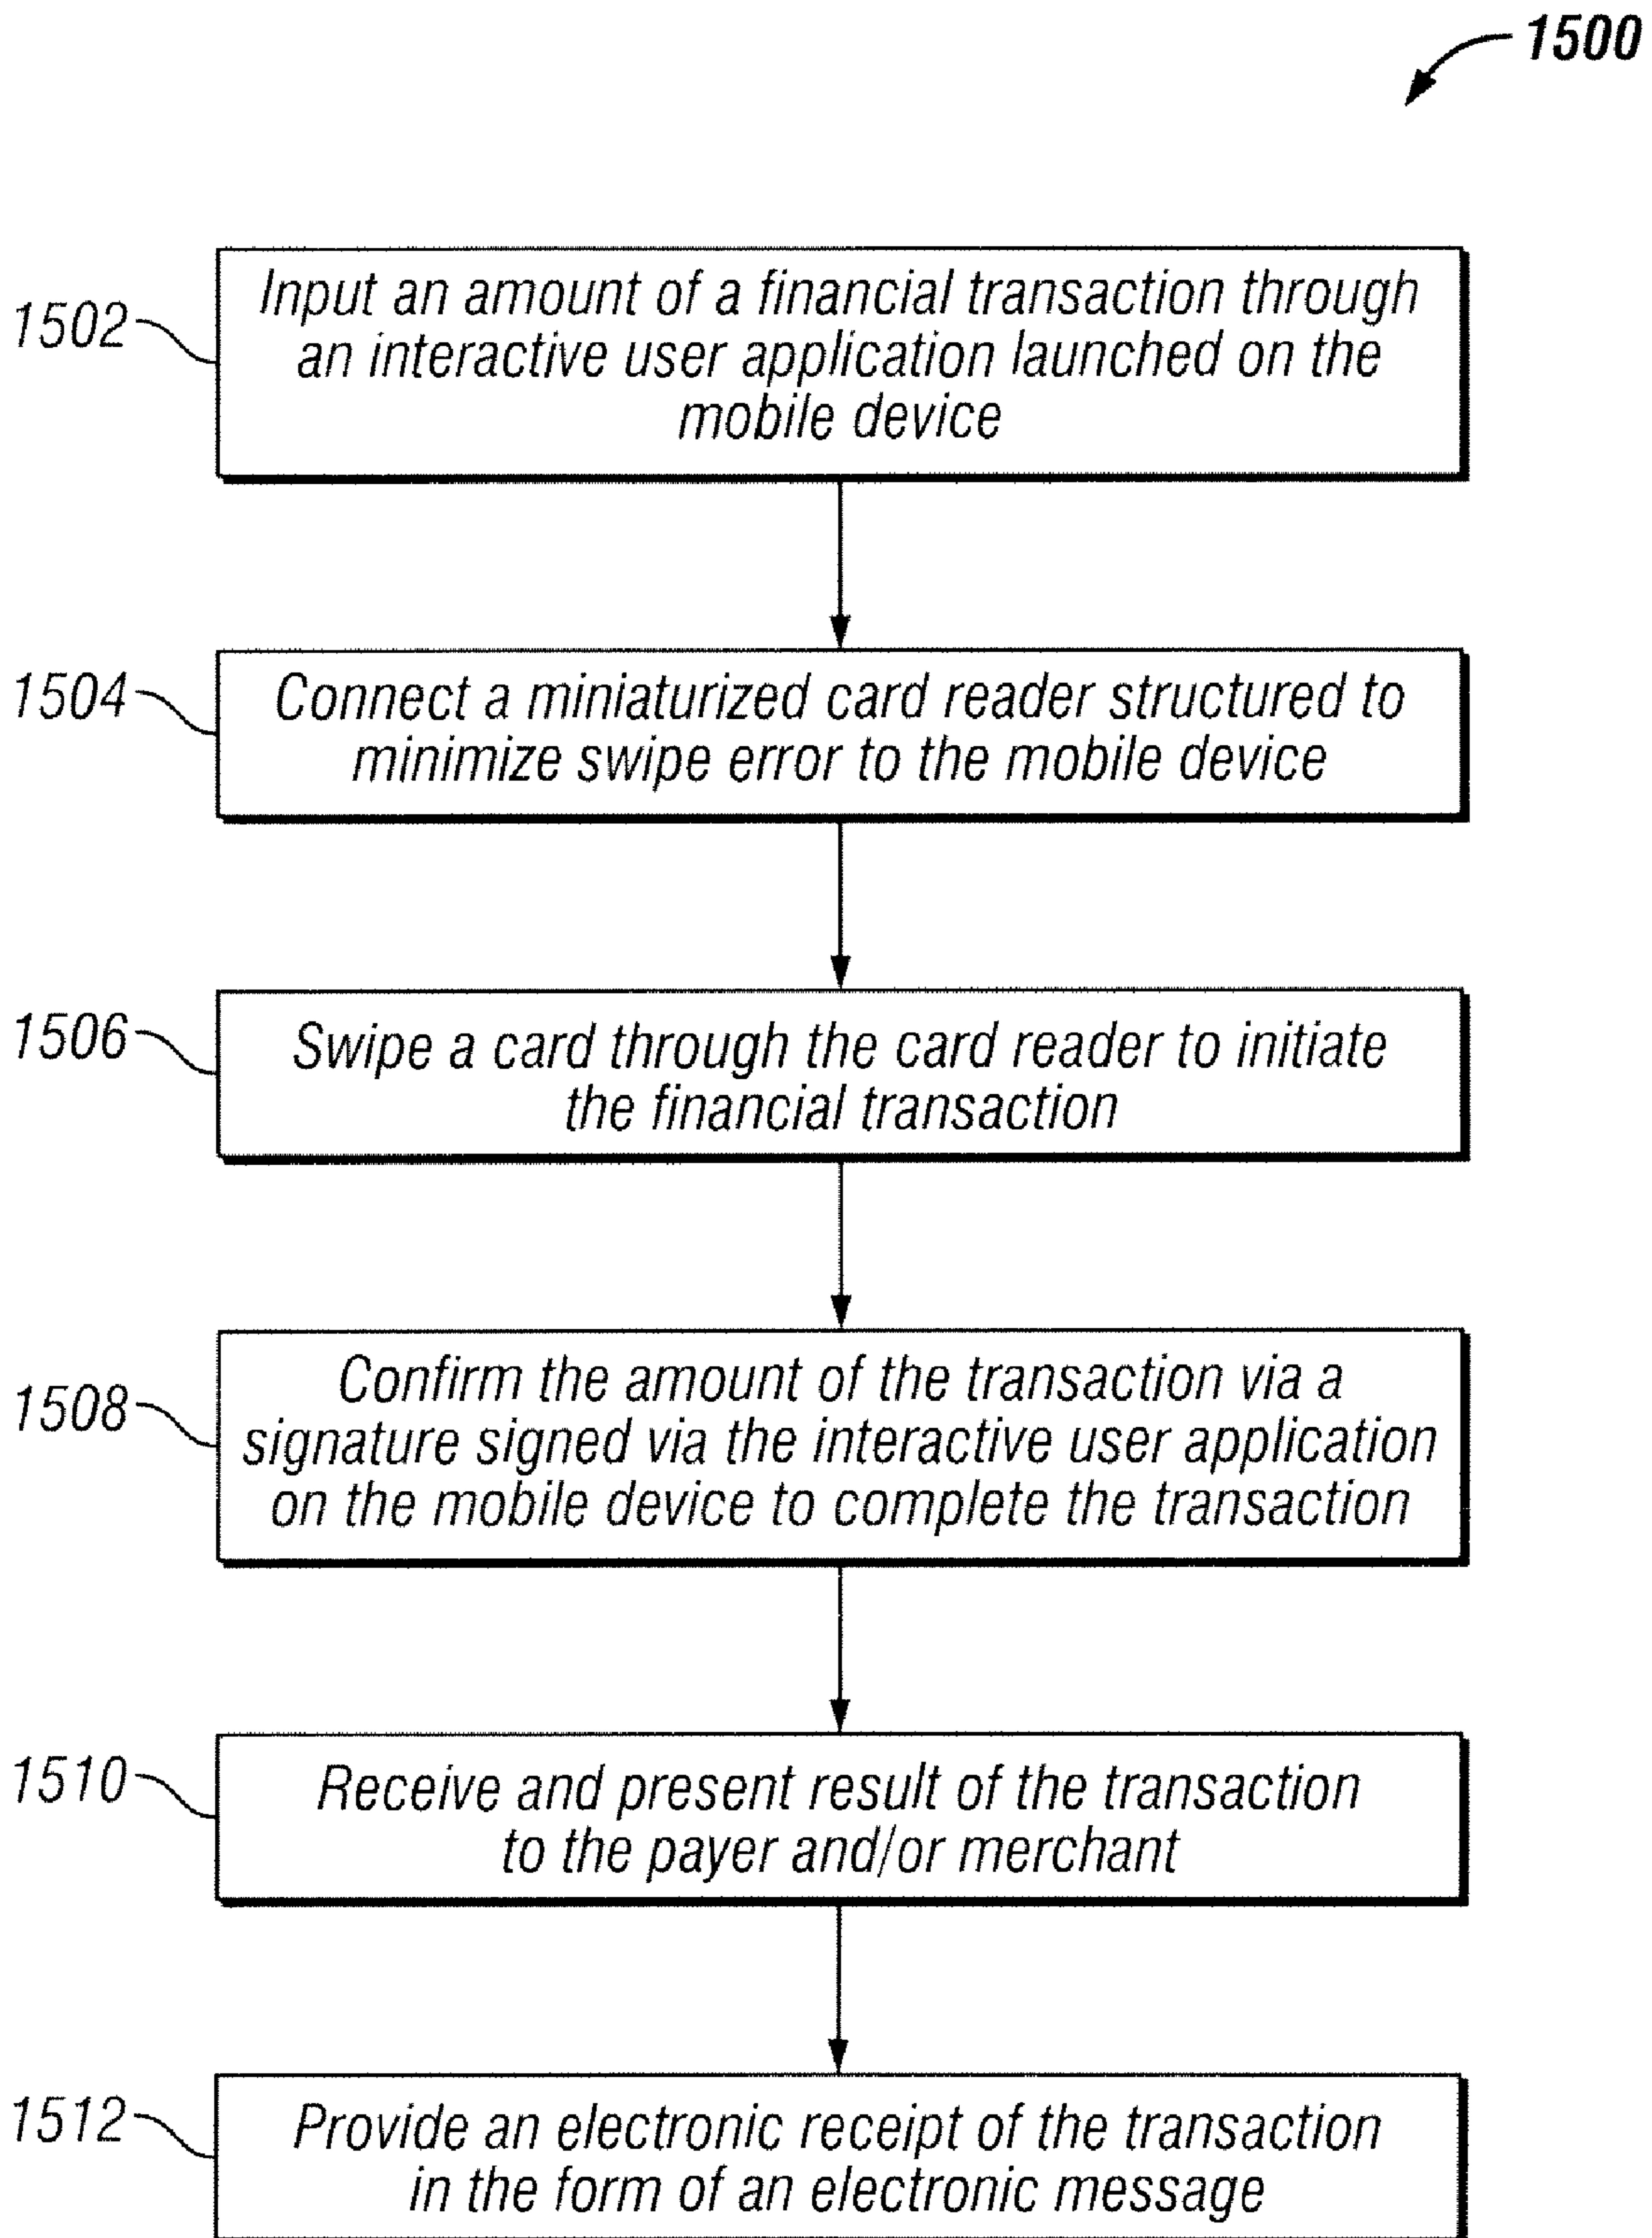 1500
1502
Input an amount of a financial transaction through
an interactive user application launched on the
mobile device
1504
Connect a miniaturized card reader structured to
minimize swipe error to the mobile device
1506
Swipe a card through the card reader to initiate
the financial transaction
1508
Confirm the amount of the transaction via a
signature signed via the interactive user application
on the mobile device to complete the transaction
1510
Receive and present result of the transaction
to the payer and/or merchant
1512
Provide an electronic receipt of the transaction
in the form of an electronic message